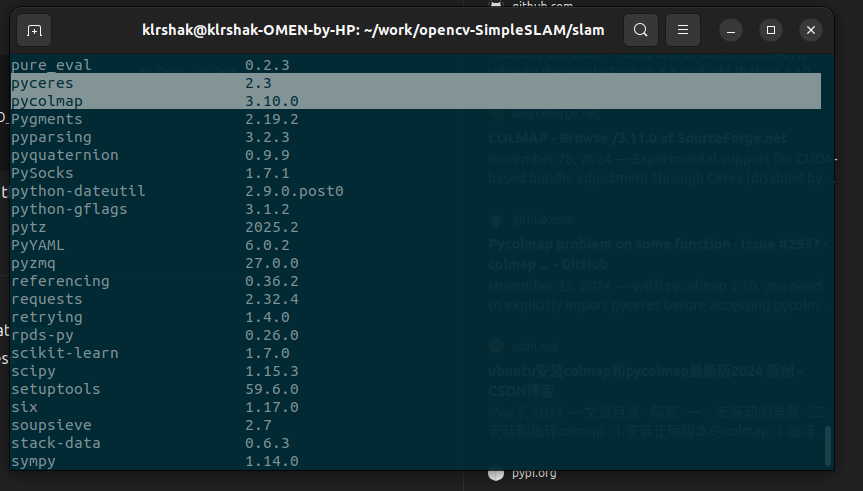 github.com
klrshak@klrshak-OMEN-by-HP: ~/work/opencv-SimpleSLAM/slam
pure_eval 0.2.3
pyceres 2.3
pycolmap 3.10.0
Pygments 2.19.2
pyparsing 3.2.3
pyquaternion 0.9.9
PySocks 1.7.1
python-dateutil 2.9.0.post0
python-gflags 3.1.2
pytz 2025.2
PyYAML 6.0.2
pyzmq 27.0.0
referencing 0.36.2
requests 2.32.4
retrying 1.4.0
rpds-py 0.26.0
scikit-learn 1.7.0
scipy 1.15.3
setuptools 59.6.0
six 1.17.0
soupsieve 2.7
stack-data 0.6.3
sympy 1.14.0
sourceforge.net
COLMAP - Browse /3.11.0 at SourceForge.net
November 28, 2024 — Experimental support for CUDA-
based bundle adjustment through Ceres (disabled by…
github.com
Pycolmap problem on some function · Issue #2937 ·
colmap ... - GitHub
November 25, 2024 — With pycolmap 3.10, you need
to explicitly import pyceres before accessing pycolm…
csdn.net
ubuntu安装colmap和pycolmap最新版2024 原创 -
CSDN博客
May 5, 2024 — 文章目录 · 前言 · 一、安装前的准备 · 二、
安装和编译colmap · 1.安装正确版本的colmap; 2.编译…
pypi.org